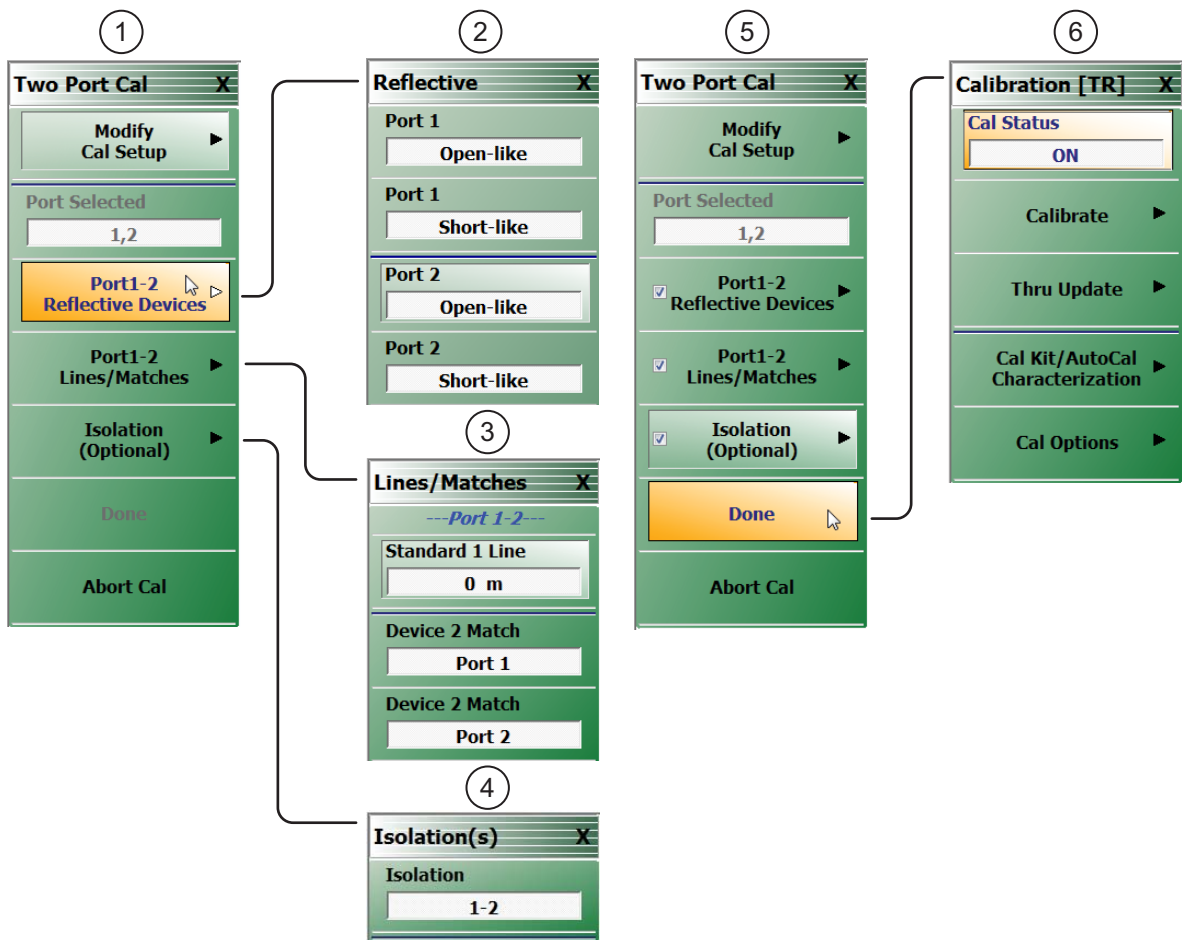 1
Two Port Cal X
Modify
Cal Setup
Port Selected
1,2
Port1-2
Reflective Devices
Port1-2
Lines/Matches
Isolation
(Optional)
Done
Abort Cal
2
Reflective X
Port 1
Open-like
Port 1
Short-like
Port 2
Open-like
Port 2
Short-like
3
Lines/Matches X
---Port 1-2---
Standard 1 Line
0 m
Device 2 Match
Port 1
Device 2 Match
Port 2
4
Isolation(s) X
Isolation
1-2
5
Two Port Cal X
Modify
Cal Setup
Port Selected
1,2
Port1-2
Reflective Devices
Port1-2
Lines/Matches
Isolation
(Optional)
Done
Abort Cal
6
Calibration [TR] X
Cal Status
ON
Calibrate
Thru Update
Cal Kit/AutoCal
Characterization
Cal Options